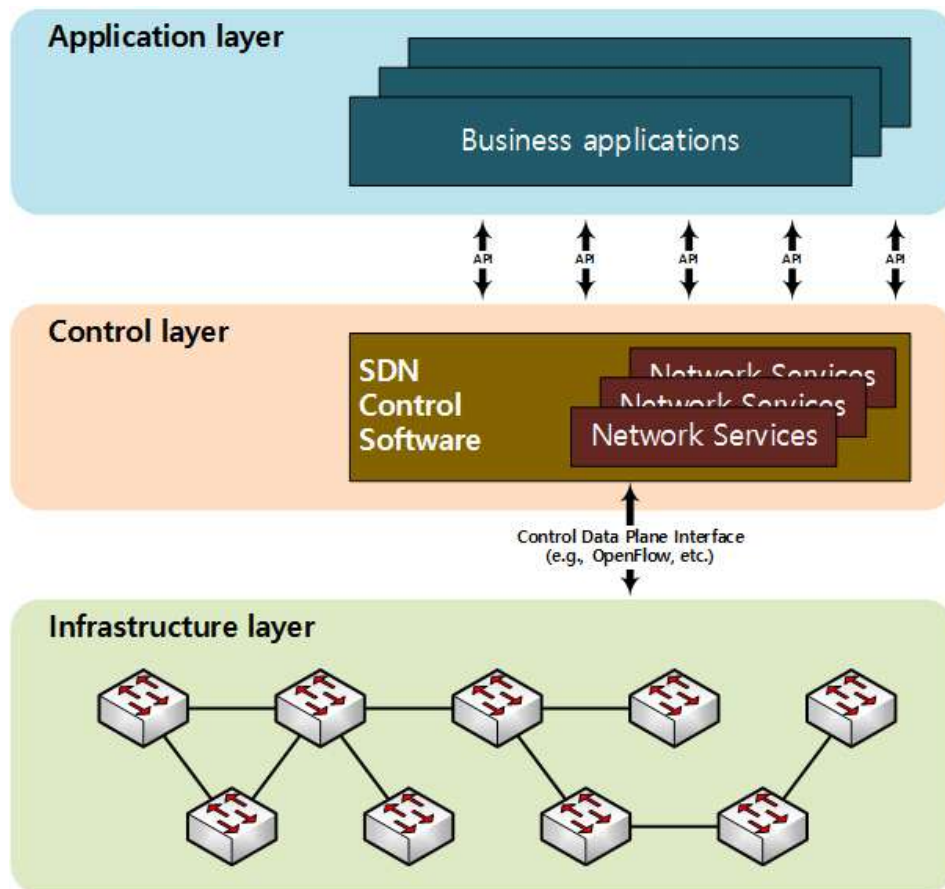 Application layer
Business applications
API API API API API
Control layer
SDN
Control
Software
Network Services
Network Services
Network Services
Control Data Plane Interface
(e.g., OpenFlow, etc.)
Infrastructure layer